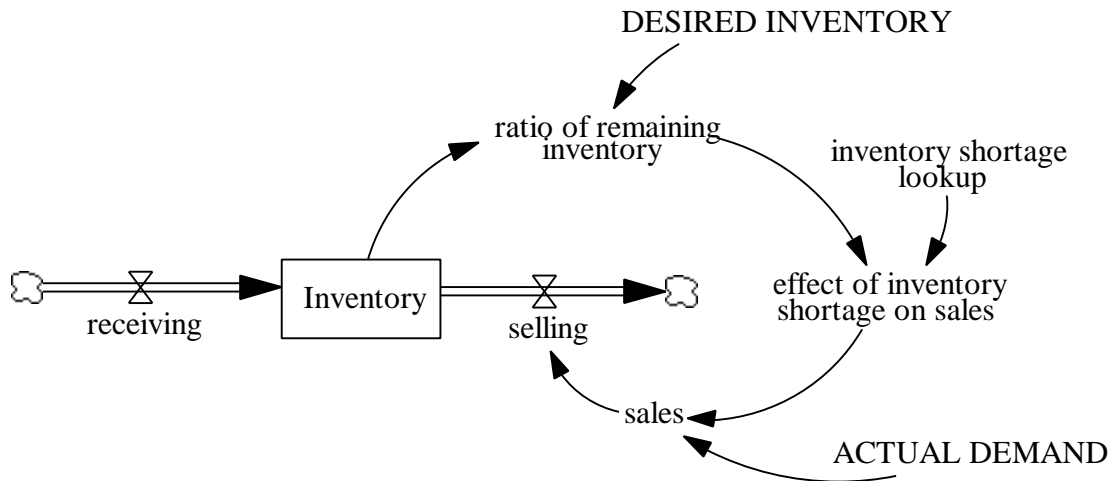 DESIRED INVENTORY
ratio of remaining
inventory
inventory shortage
lookup
effect of inventory
shortage on sales
Inventory
receiving
selling
sales
ACTUAL DEMAND